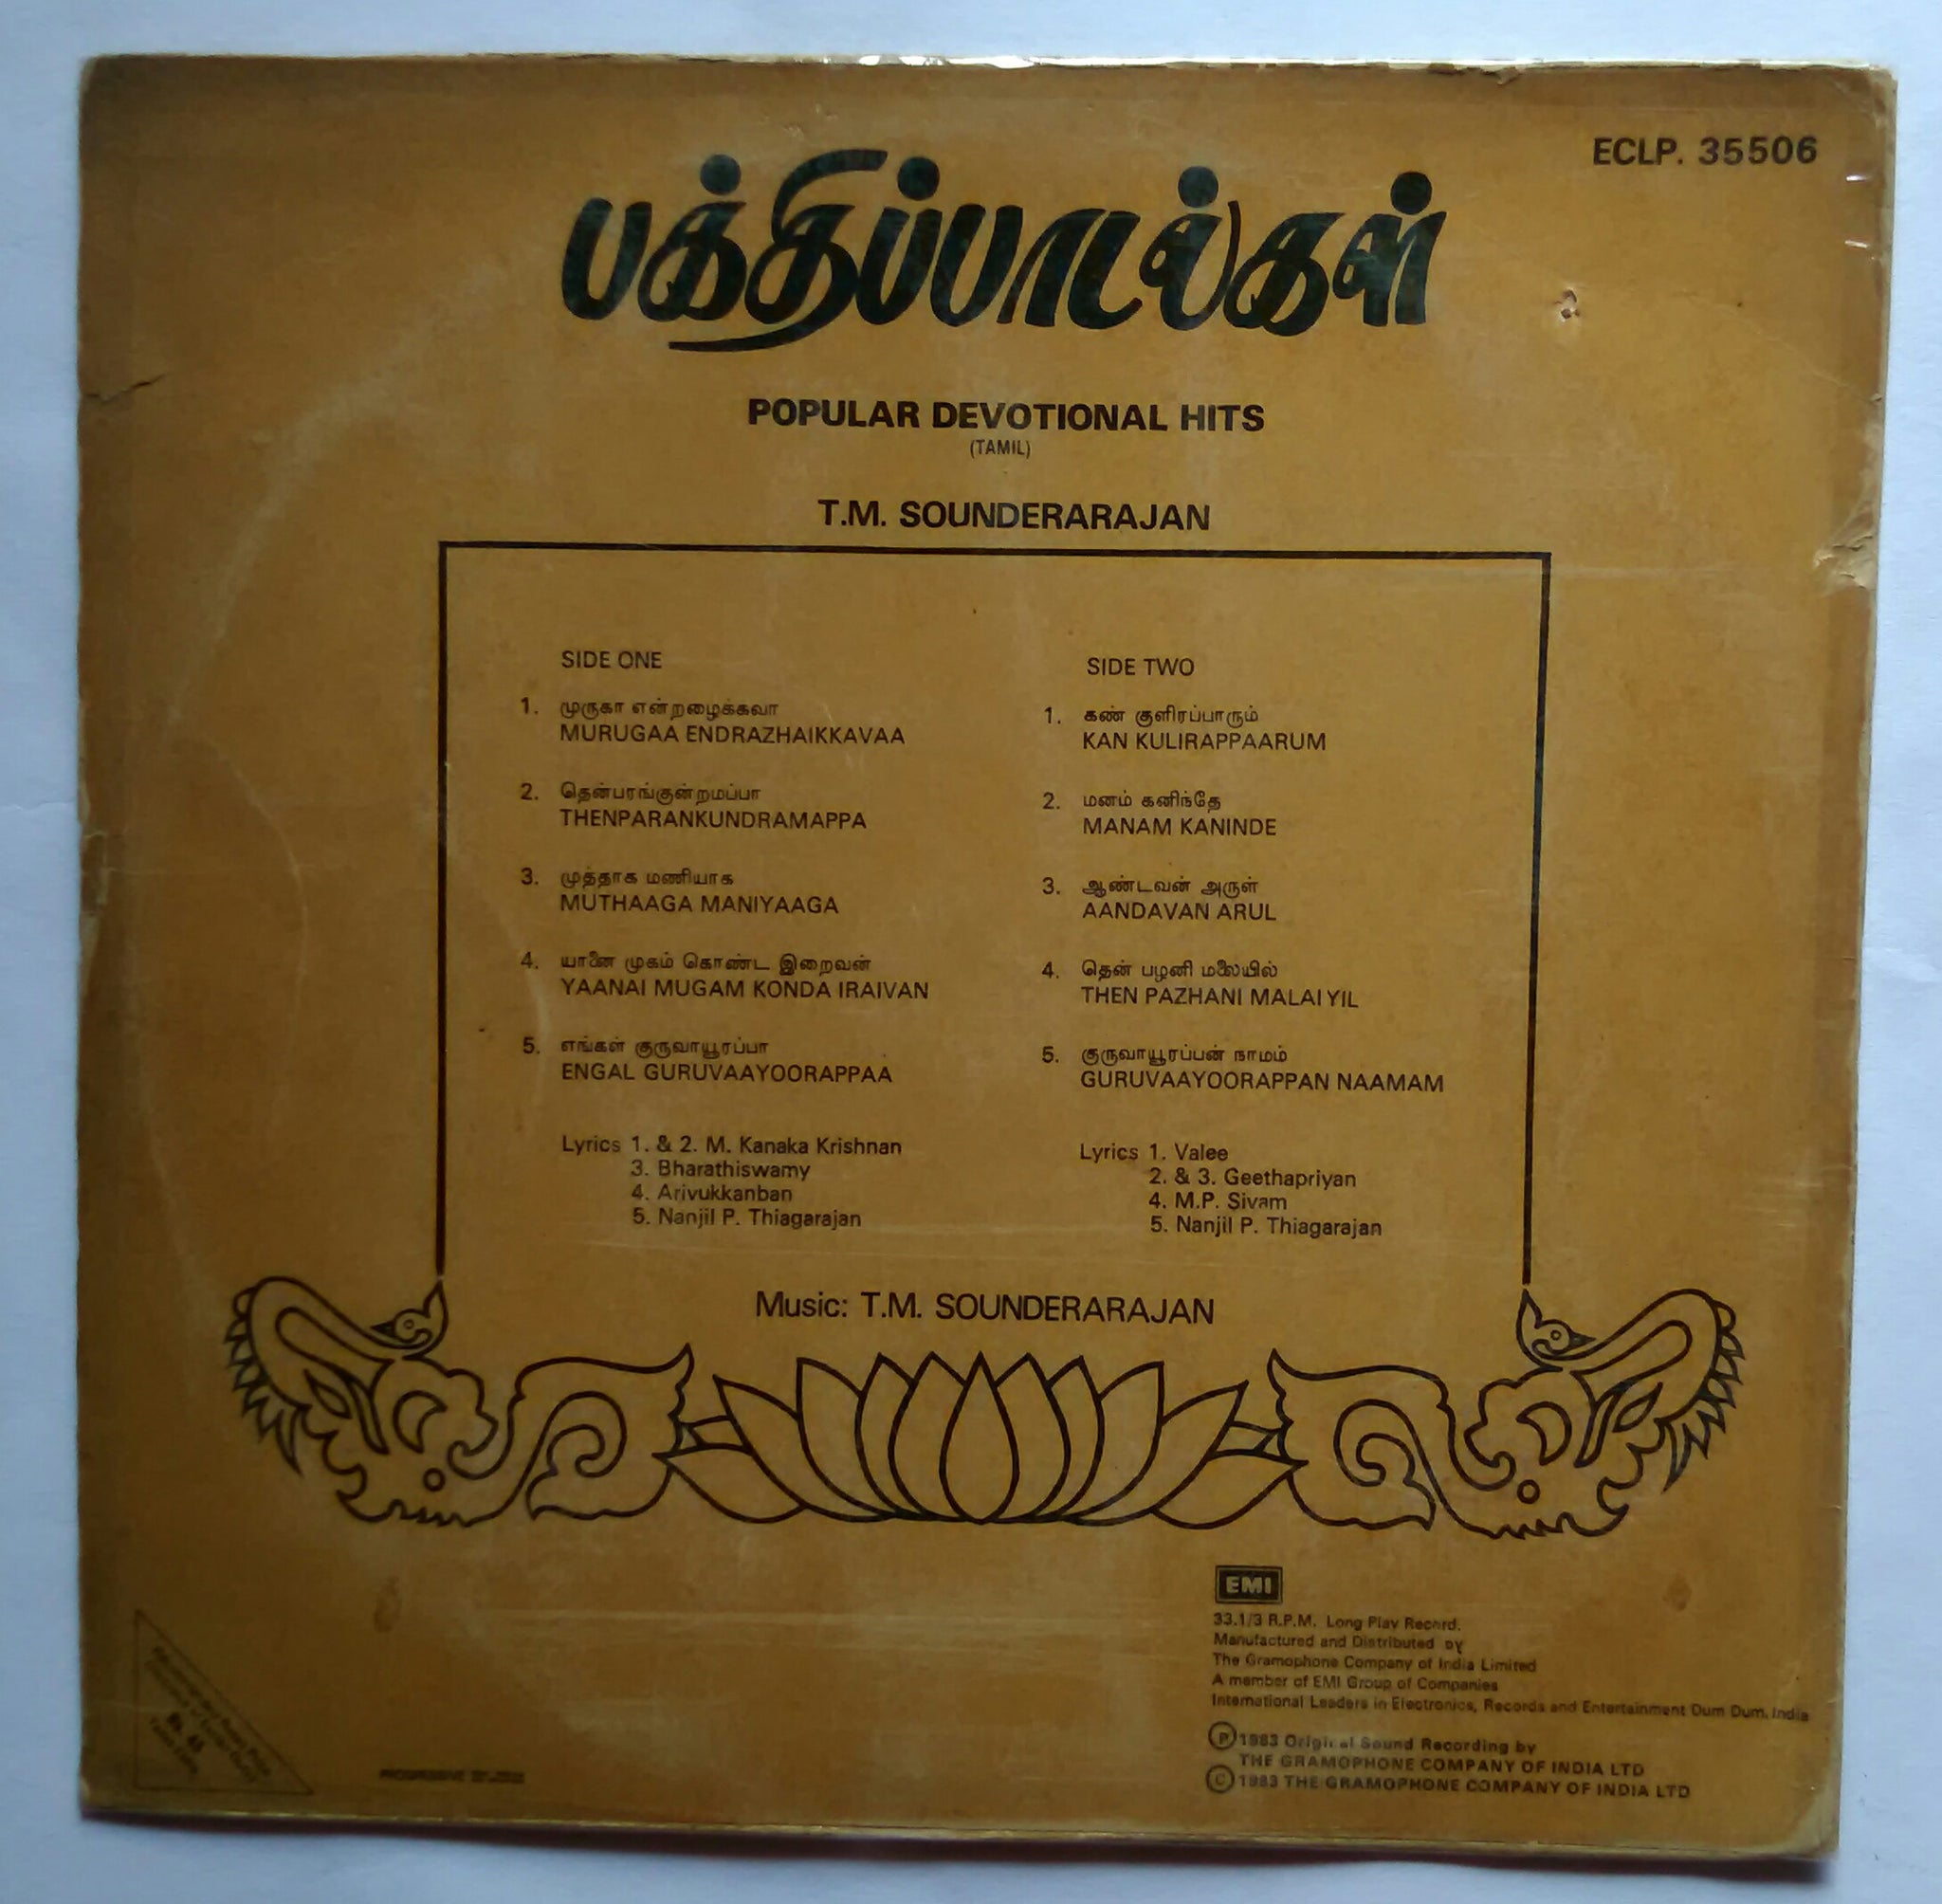 ECLP. 35506
பக்திப்பாடல்கள்
POPULAR DEVOTIONAL HITS
(TAMIL)
T.M. SOUNDERARAJAN
SIDE ONE
1. முருகா என்றழைக்கவா
MURUGAA ENDRAZHAIKKAVAA
2. தென்பரங்குன்றமப்பா
THENPARANKUNDRAMAPPA
3. முத்தாக மணியாக
MUTHAAGA MANIYAAGA
4. யானை முகம் கொண்ட இறைவன்
YAANAI MUGAM KONDA IRAIVAN
5. எங்கள் குருவாயூரப்பா
ENGAL GURUVAAYOORAPPAA
Lyrics 1. & 2. M. Kanaka Krishnan
3. Bharathiswamy
4. Arivukkanban
5. Nanjil P. Thiagarajan
SIDE TWO
1. கண் குளிரப்பாரும்
KAN KULIRAPPAARUM
2. மனம் கனிந்தே
MANAM KANINDE
3. ஆண்டவன் அருள்
AANDAVAN ARUL
4. தென் பழனி மலையில்
THEN PAZHANI MALAIYIL
5. குருவாயூரப்பன் நாமம்
GURUVAAYOORAPPAN NAAMAM
Lyrics 1. Valee
2. & 3. Geethapriyan
4. M.P. Sivam
5. Nanjil P. Thiagarajan
Music: T.M. SOUNDERARAJAN
EMI
33.1/3 R.P.M. Long Play Record.
Manufactured and Distributed by
The Gramophone Company of India Limited
A member of EMI Group of Companies
International Leaders in Electronics, Records and Entertainment Dum Dum, India
Ⓟ 1983 Original Sound Recording by
THE GRAMOPHONE COMPANY OF INDIA LTD
© 1983 THE GRAMOPHONE COMPANY OF INDIA LTD